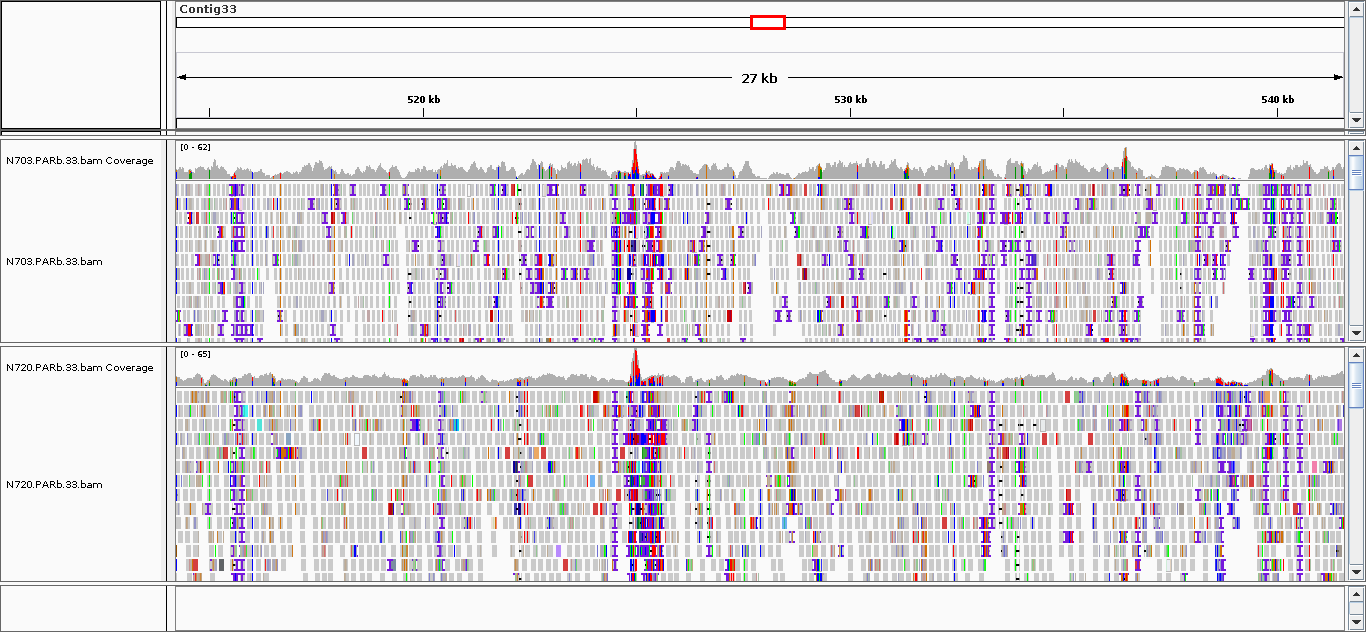 Contig33
27 kb
520 kb
530 kb
540 kb
N703.PARb.33.bam Coverage
[0 - 62]
N703.PARb.33.bam
N720.PARb.33.bam Coverage
[0 - 65]
N720.PARb.33.bam